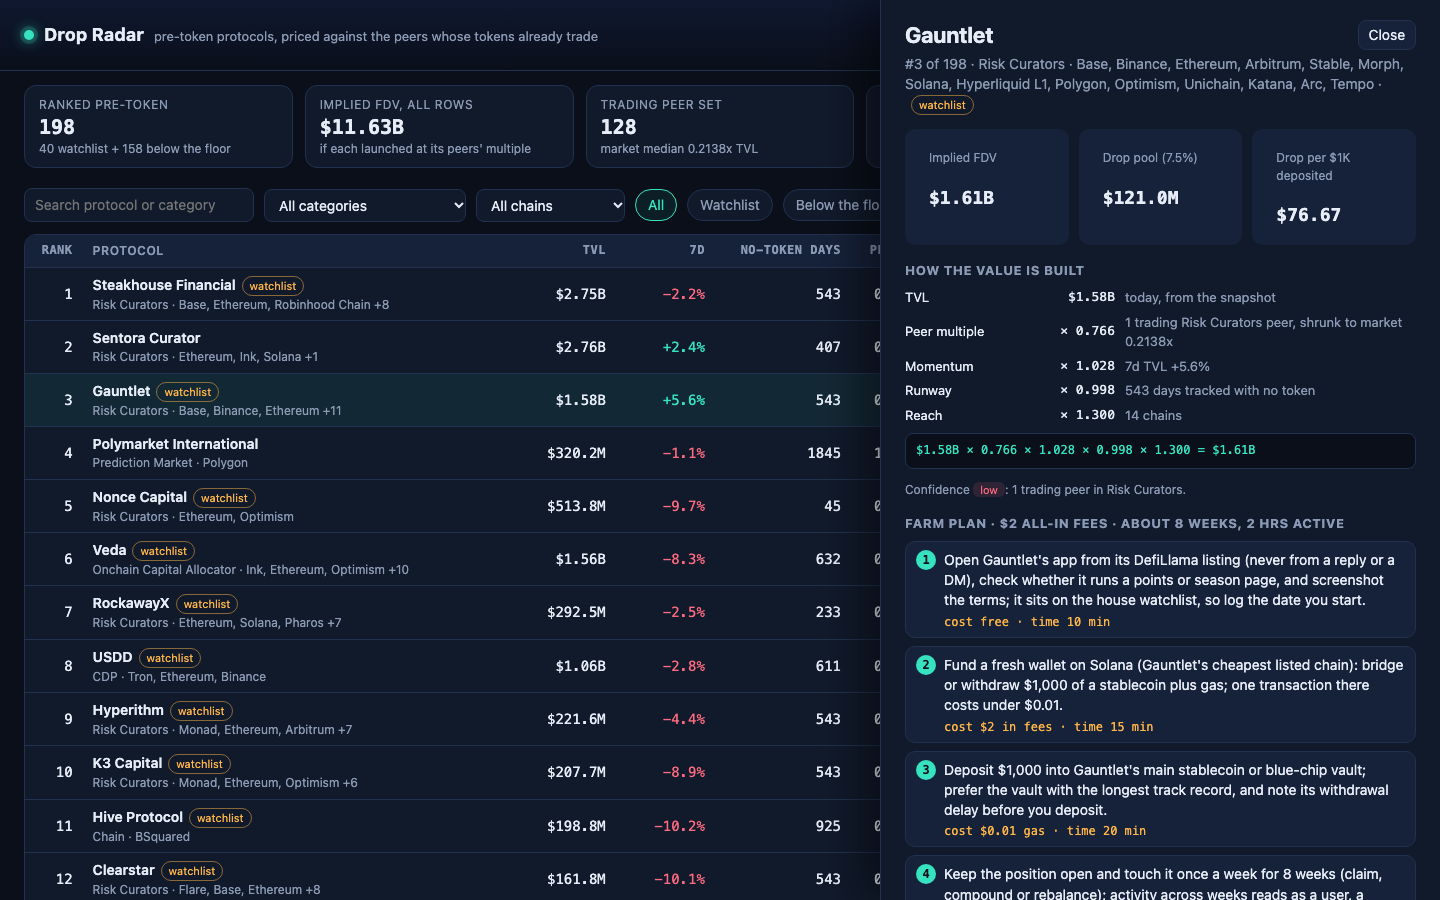 Drop Radar pre-token protocols, priced against the peers whose tokens already trade
RANKED PRE-TOKEN
198
40 watchlist + 158 below the floor
IMPLIED FDV, ALL ROWS
$11.63B
if each launched at its peers' multiple
TRADING PEER SET
128
market median 0.2138x TVL
Search protocol or category
All categories
All chains
All
Watchlist
Below the flo
RANK PROTOCOL TVL 7D NO-TOKEN DAYS
1 Steakhouse Financial watchlist $2.75B −2.2% 543
Risk Curators · Base, Ethereum, Robinhood Chain +8
2 Sentora Curator $2.76B +2.4% 407
Risk Curators · Ethereum, Ink, Solana +1
3 Gauntlet watchlist $1.58B +5.6% 543
Risk Curators · Base, Binance, Ethereum +11
4 Polymarket International $320.2M −1.1% 1845
Prediction Market · Polygon
5 Nonce Capital watchlist $513.8M −9.7% 45
Risk Curators · Ethereum, Optimism
6 Veda watchlist $1.56B −8.3% 632
Onchain Capital Allocator · Ink, Ethereum, Optimism +10
7 RockawayX watchlist $292.5M −2.5% 233
Risk Curators · Ethereum, Solana, Pharos +7
8 USDD watchlist $1.06B −2.8% 611
CDP · Tron, Ethereum, Binance
9 Hyperithm watchlist $221.6M −4.4% 543
Risk Curators · Monad, Ethereum, Arbitrum +7
10 K3 Capital watchlist $207.7M −8.9% 543
Risk Curators · Monad, Ethereum, Optimism +6
11 Hive Protocol watchlist $198.8M −10.2% 925
Chain · BSquared
12 Clearstar watchlist $161.8M −10.1% 543
Risk Curators · Flare, Base, Ethereum +8
Gauntlet
Close
#3 of 198 · Risk Curators · Base, Binance, Ethereum, Arbitrum, Stable, Morph,
Solana, Hyperliquid L1, Polygon, Optimism, Unichain, Katana, Arc, Tempo ·
watchlist
Implied FDV
$1.61B
Drop pool (7.5%)
$121.0M
Drop per $1K
deposited
$76.67
HOW THE VALUE IS BUILT
TVL $1.58B today, from the snapshot
Peer multiple × 0.766 1 trading Risk Curators peer, shrunk to market
0.2138x
Momentum × 1.028 7d TVL +5.6%
Runway × 0.998 543 days tracked with no token
Reach × 1.300 14 chains
$1.58B × 0.766 × 1.028 × 0.998 × 1.300 = $1.61B
Confidence low: 1 trading peer in Risk Curators.
FARM PLAN · $2 ALL-IN FEES · ABOUT 8 WEEKS, 2 HRS ACTIVE
1 Open Gauntlet's app from its DefiLlama listing (never from a reply or a
DM), check whether it runs a points or season page, and screenshot
the terms; it sits on the house watchlist, so log the date you start.
cost free · time 10 min
2 Fund a fresh wallet on Solana (Gauntlet's cheapest listed chain): bridge
or withdraw $1,000 of a stablecoin plus gas; one transaction there
costs under $0.01.
cost $2 in fees · time 15 min
3 Deposit $1,000 into Gauntlet's main stablecoin or blue-chip vault;
prefer the vault with the longest track record, and note its withdrawal
delay before you deposit.
cost $0.01 gas · time 20 min
4 Keep the position open and touch it once a week for 8 weeks (claim,
compound or rebalance); activity across weeks reads as a user, a